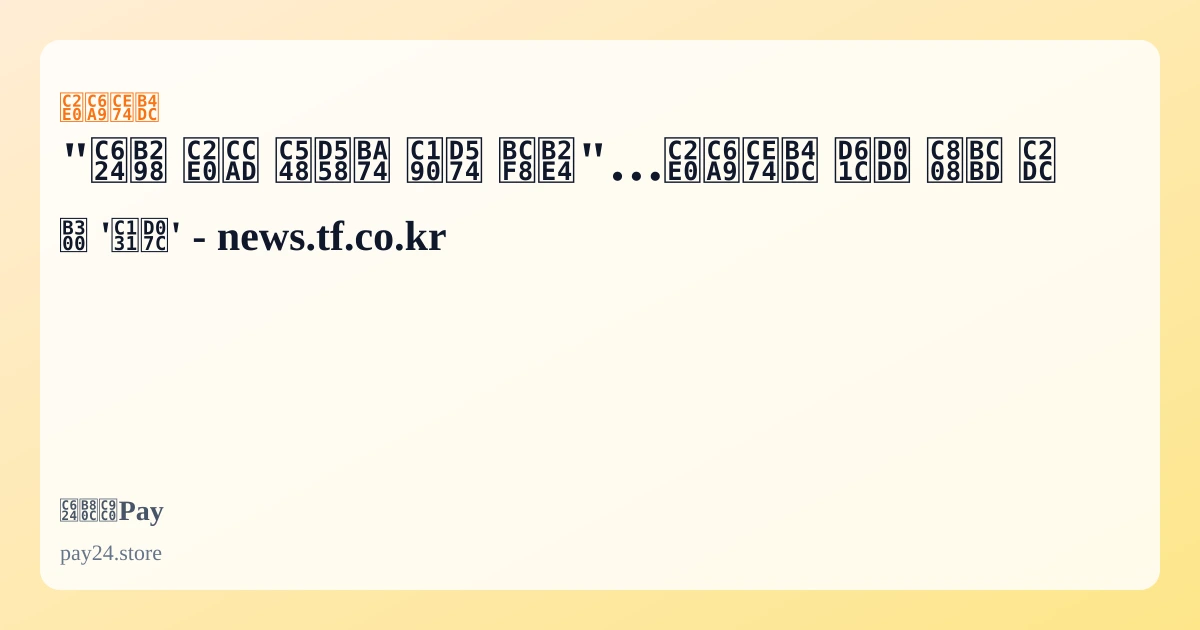 신용카드
"오늘 신청 안하면 손해 본다"…신용카드 혜택 절벽 시
대 '성큼' - news.tf.co.kr
오렌지Pay
pay24.store